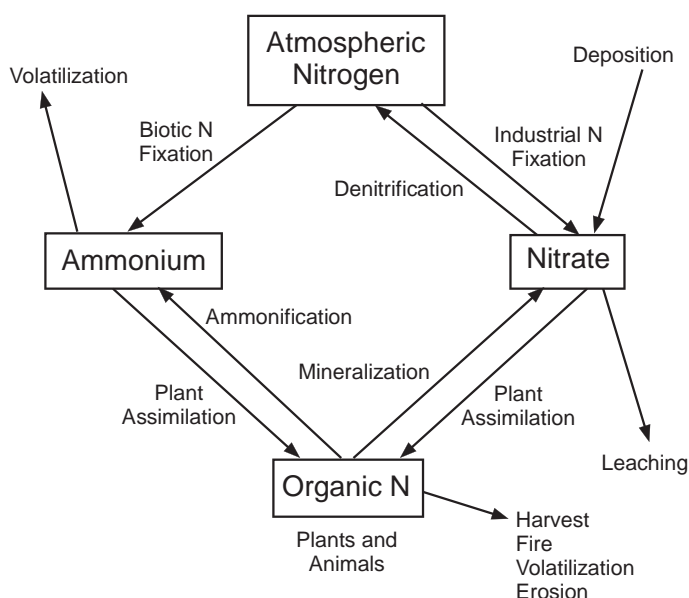 Atmospheric
Nitrogen
Volatilization
Deposition
Biotic N
Fixation
Industrial N
Fixation
Denitrification
Ammonium
Nitrate
Ammonification
Mineralization
Plant
Assimilation
Plant
Assimilation
Leaching
Organic N
Plants and
Animals
Harvest
Fire
Volatilization
Erosion